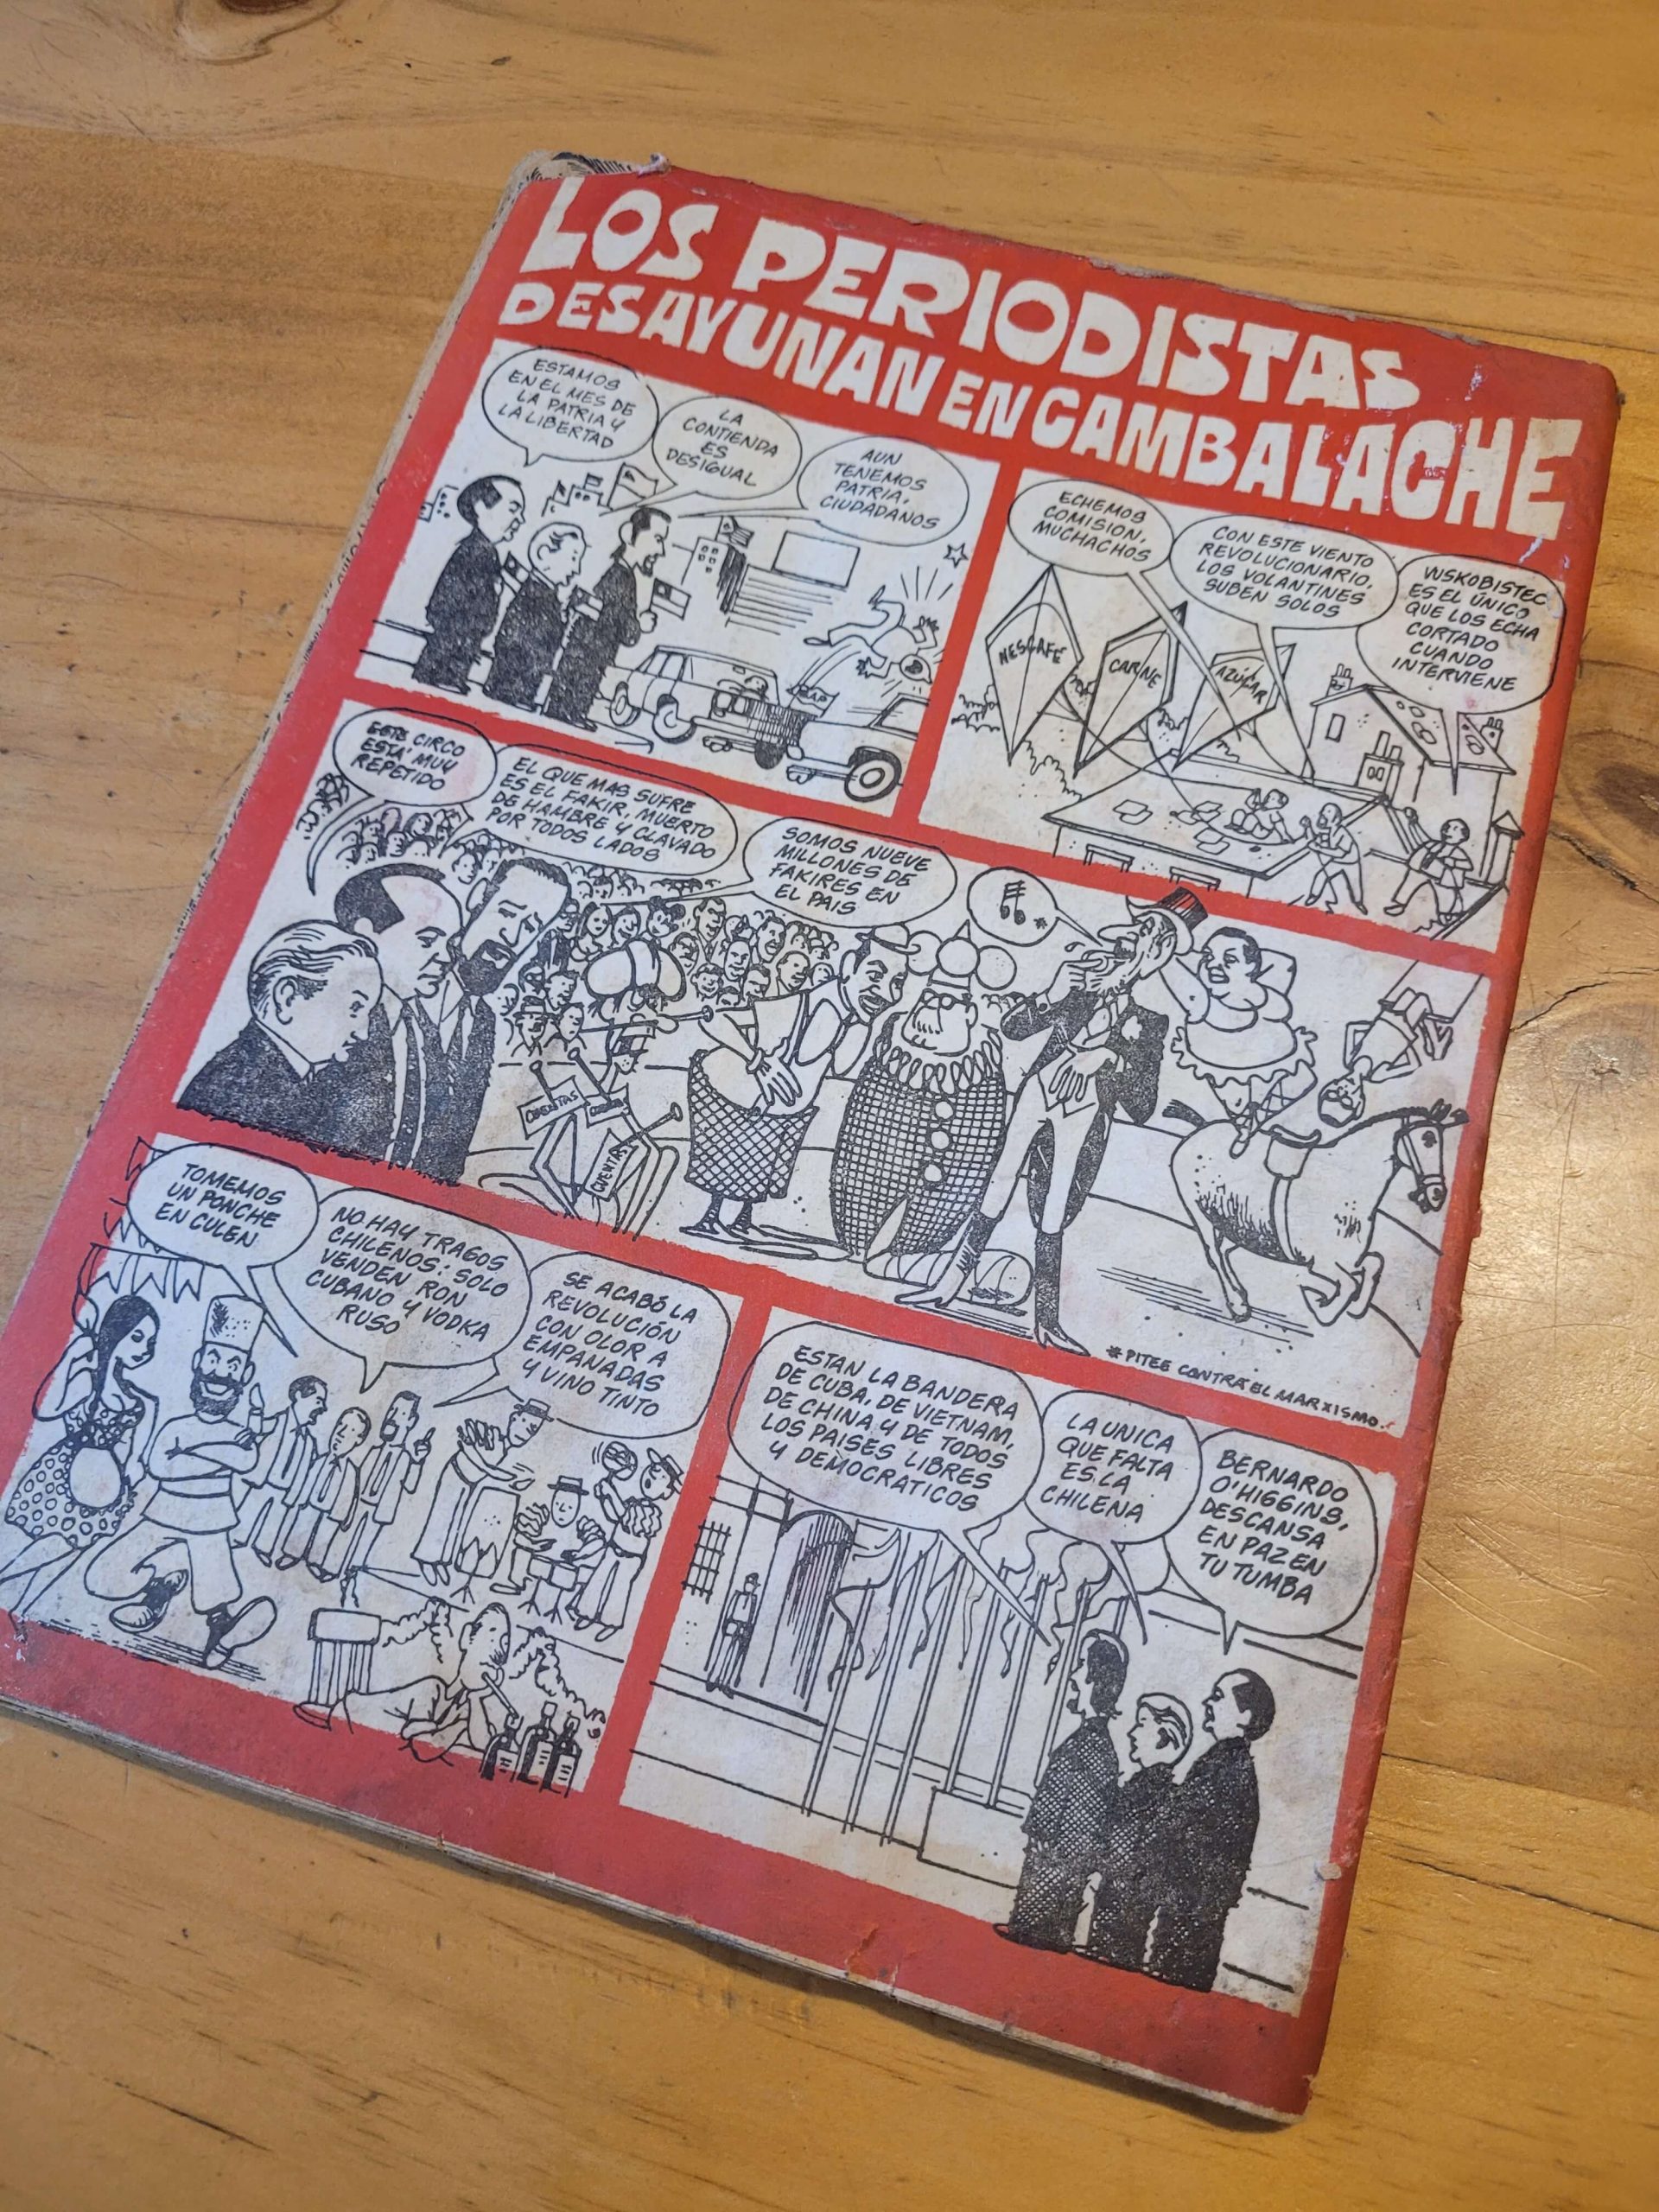 LOS PERIODISTAS
DESAYUNAN EN CAMBALACHE
ESTAMOS
EN EL MES DE
LA PATRIA Y
LA LIBERTAD
LA
CONTIENDA
ES
DESIGUAL
AUN
TENEMOS
PATRIA,
CIUDADANOS
ECHEMOS
COMISION,
MUCHACHOS
CON ESTE VIENTO
REVOLUCIONARIO,
LOS VOLANTINES
SUBEN SOLOS
WSKOBISTEC
ES EL ÚNICO
QUE LOS ECHA
CORTADO
CUANDO
INTERVIENE
NESCAFÉ
CARNE
AZÚCAR
ESTE CIRCO
ESTÁ MUY
REPETIDO
EL QUE MAS SUFRE
ES EL FAKIR, MUERTO
DE HAMBRE Y CLAVADO
POR TODOS LADOS
SOMOS NUEVE
MILLONES DE
FAKIRES EN
EL PAIS
*
CUENTAS
* PITEE CONTRA EL MARXISMO.
TOMEMOS
UN PONCHE
EN CULEN
NO HAY TRAGOS
CHILENOS: SOLO
VENDEN RON
CUBANO Y VODKA
RUSO
SE ACABÓ LA
REVOLUCIÓN
CON OLOR A
EMPANADAS
Y VINO TINTO
ESTAN LA BANDERA
DE CUBA, DE VIETNAM,
DE CHINA Y DE TODOS
LOS PAISES LIBRES
Y DEMOCRATICOS
LA UNICA
QUE FALTA
ES LA
CHILENA
BERNARDO
O'HIGGINS,
DESCANSA
EN PAZ EN
TU TUMBA